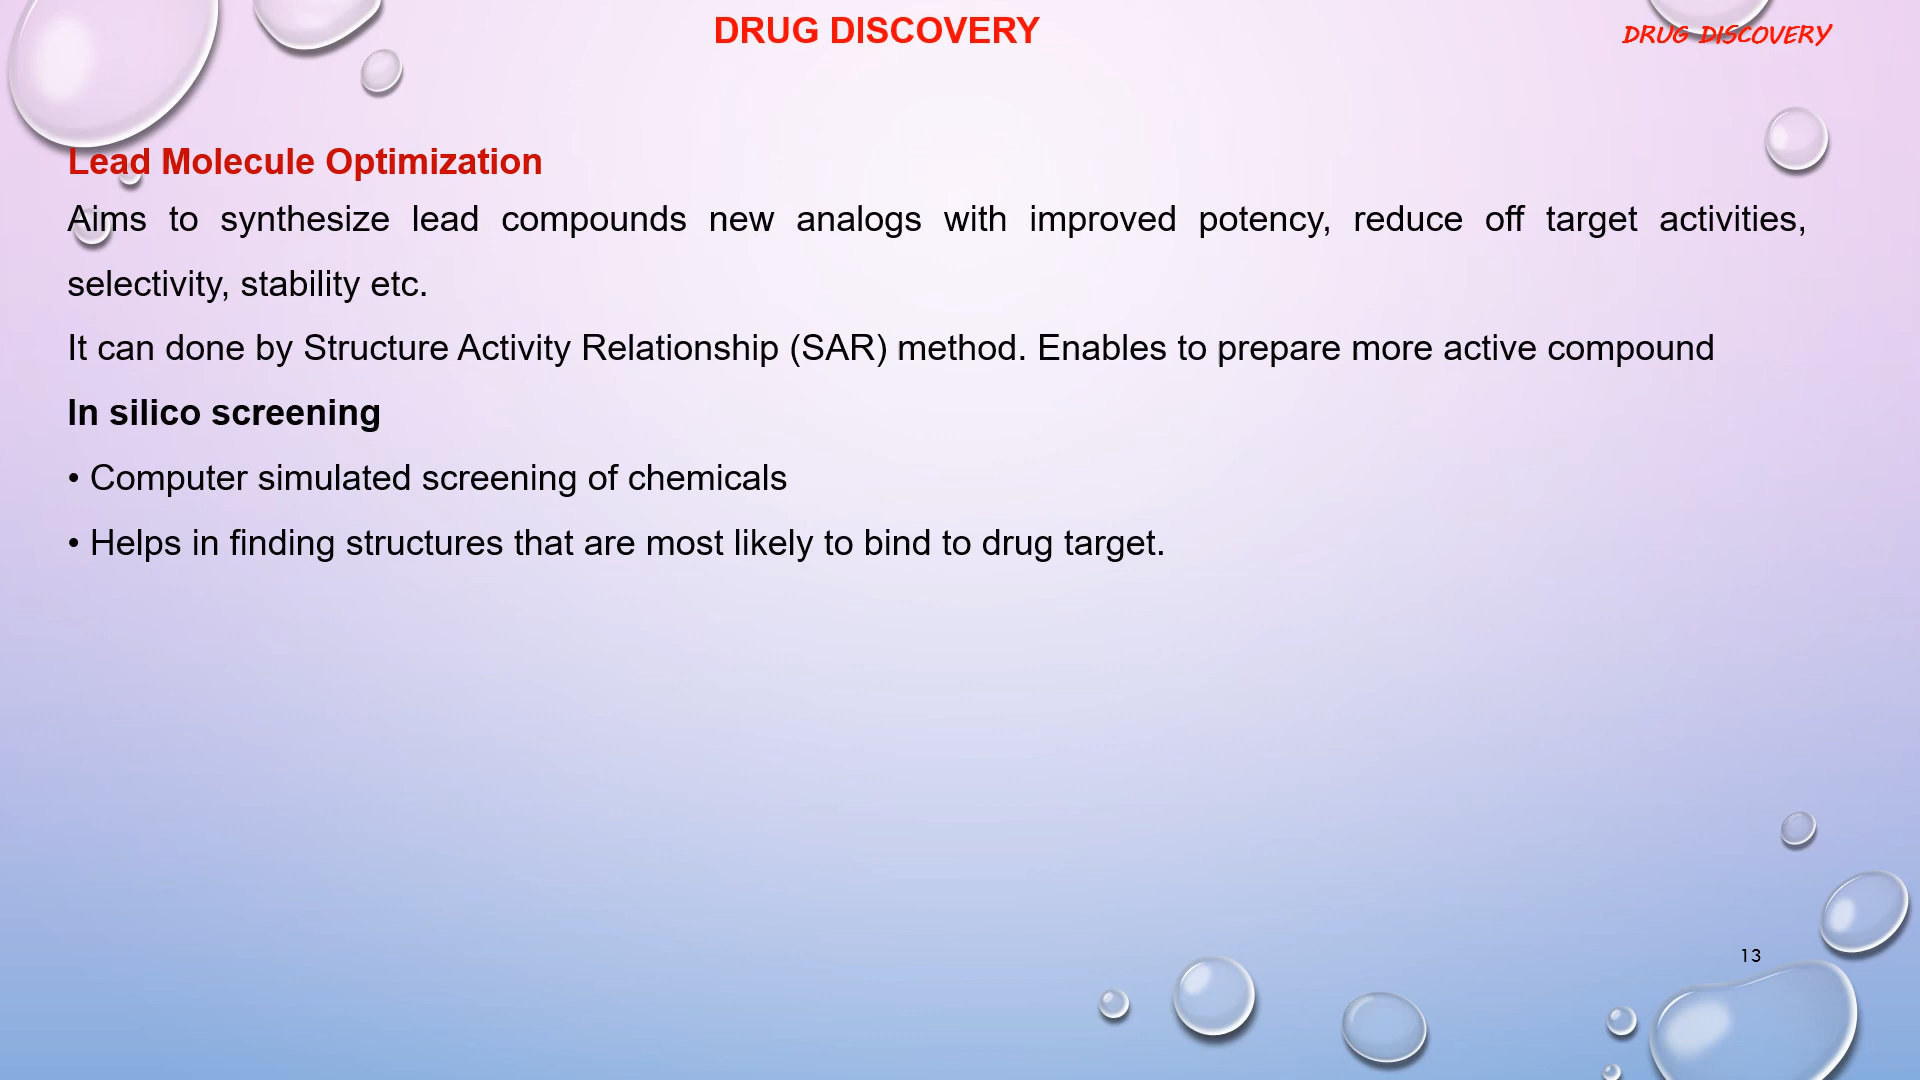 DRUG DISCOVERY
DRUG DISCOVERY
Lead Molecule Optimization
Aims to synthesize lead compounds new analogs with improved potency, reduce off target activities,
selectivity, stability etc.
It can done by Structure Activity Relationship (SAR) method. Enables to prepare more active compound
In silico screening
• Computer simulated screening of chemicals
• Helps in finding structures that are most likely to bind to drug target.
13